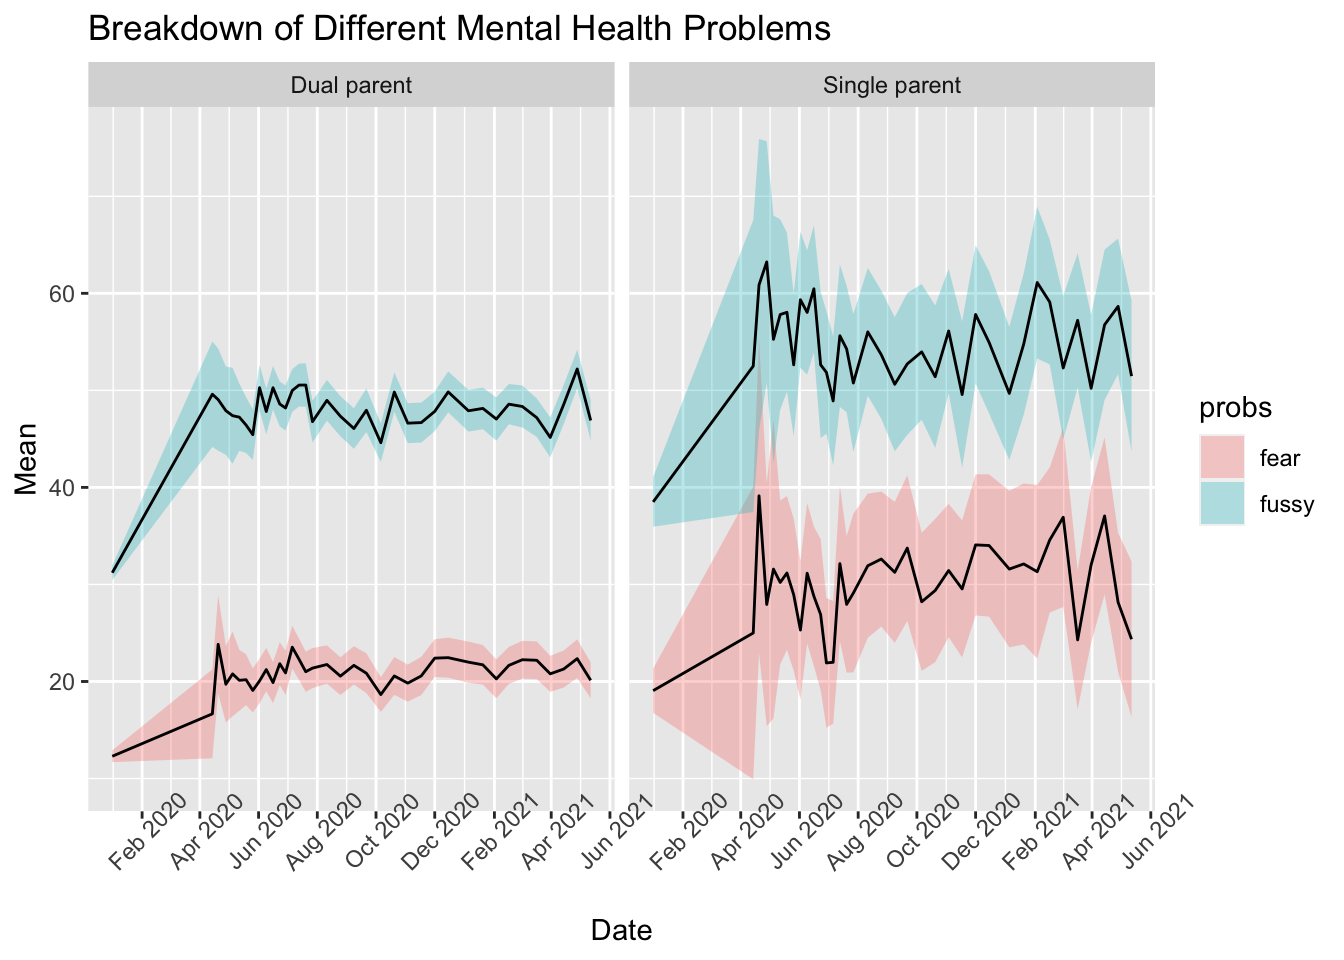 Breakdown of Different Mental Health Problems
Dual parent
Single parent
Mean
60
40
20
Feb 2020
Apr 2020
Jun 2020
Aug 2020
Oct 2020
Dec 2020
Feb 2021
Apr 2021
Jun 2021
Feb 2020
Apr 2020
Jun 2020
Aug 2020
Oct 2020
Dec 2020
Feb 2021
Apr 2021
Jun 2021
Date
probs
fear
fussy